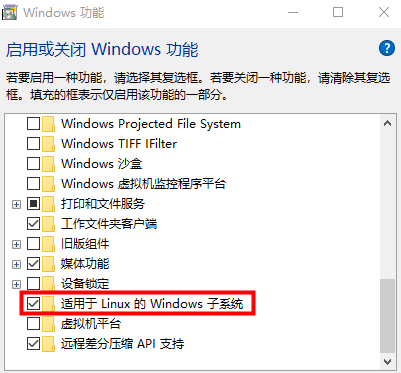 Windows 功能
启用或关闭 Windows 功能
若要启用一种功能，请选择其复选框。若要关闭一种功能，请清除其复选
框。填充的框表示仅启用该功能的一部分。
Windows Projected File System
Windows TIFF IFilter
Windows 沙盒
Windows 虚拟机监控程序平台
打印和文件服务
工作文件夹客户端
旧版组件
媒体功能
设备锁定
适用于 Linux 的 Windows 子系统
虚拟机平台
远程差分压缩 API 支持